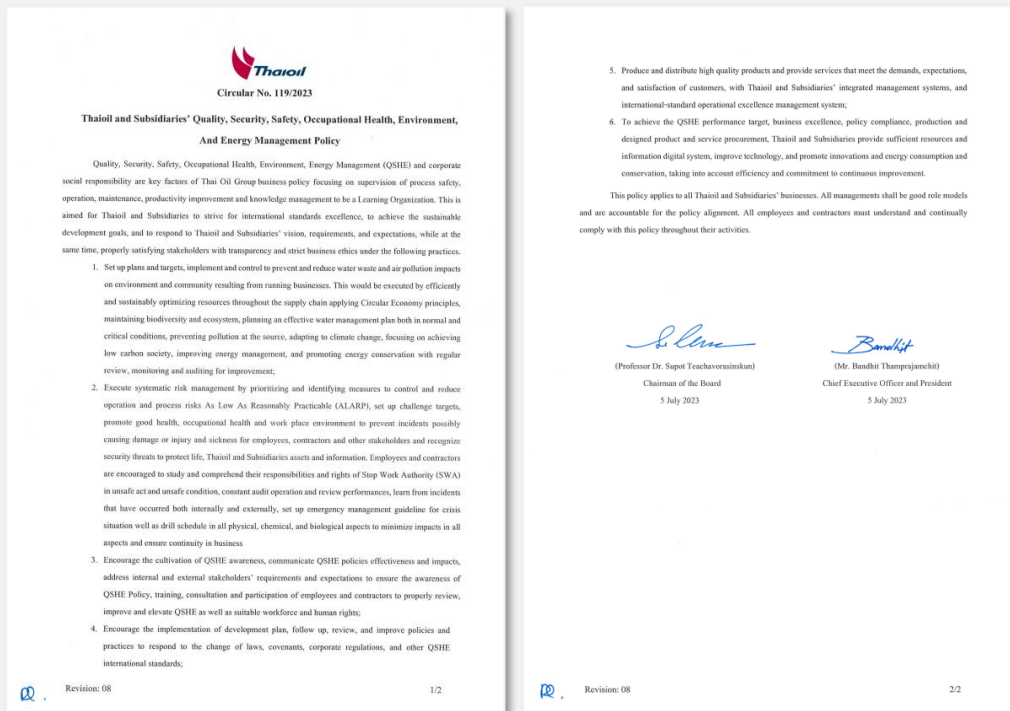 Thaioil
Circular No. 119/2023
Thaioil and Subsidiaries' Quality, Security, Safety, Occupational Health, Environment,
And Energy Management Policy
Quality, Security, Safety, Occupational Health, Environment, Energy Management (QSHE) and corporate
social responsibility are key factors of Thai Oil Group business policy focusing on supervision of process safety,
operation, maintenance, productivity improvement and knowledge management to be a Learning Organization. This is
aimed for Thaioil and Subsidiaries to strive for international standards excellence, to achieve the sustainable
development goals, and to respond to Thaioil and Subsidiaries' vision, requirements, and expectations, while at the
same time, properly satisfying stakeholders with transparency and strict business ethics under the following practices.
1. Set up plans and targets, implement and control to prevent and reduce water waste and air pollution impacts
on environment and community resulting from running businesses. This would be executed by efficiently
and sustainably optimizing resources throughout the supply chain applying Circular Economy principles,
maintaining biodiversity and ecosystem, planning an effective water management plan both in normal and
critical conditions, preventing pollution at the source, adapting to climate change, focusing on achieving
low carbon society, improving energy management, and promoting energy conservation with regular
review, monitoring and auditing for improvement;
2. Execute systematic risk management by prioritizing and identifying measures to control and reduce
operation and process risks As Low As Reasonably Practicable (ALARP), set up challenge targets,
promote good health, occupational health and work place environment to prevent incidents possibly
causing damage or injury and sickness for employees, contractors and other stakeholders and recognize
security threats to protect life, Thaioil and Subsidiaries assets and information. Employees and contractors
are encouraged to study and comprehend their responsibilities and rights of Stop Work Authority (SWA)
in unsafe act and unsafe condition, constant audit operation and review performances, learn from incidents
that have occurred both internally and externally, set up emergency management guideline for crisis
situation well as drill schedule in all physical, chemical, and biological aspects to minimize impacts in all
aspects and ensure continuity in business
3. Encourage the cultivation of QSHE awareness, communicate QSHE policies effectiveness and impacts,
address internal and external stakeholders' requirements and expectations to ensure the awareness of
QSHE Policy, training, consultation and participation of employees and contractors to properly review,
improve and elevate QSHE as well as suitable workforce and human rights;
4. Encourage the implementation of development plan, follow up, review, and improve policies and
practices to respond to the change of laws, covenants, corporate regulations, and other QSHE
international standards;
Revision: 08
1/2
5. Produce and distribute high quality products and provide services that meet the demands, expectations,
and satisfaction of customers, with Thaioil and Subsidiaries' integrated management systems, and
international-standard operational excellence management system;
6. To achieve the QSHE performance target, business excellence, policy compliance, production and
designed product and service procurement, Thaioil and Subsidiaries provide sufficient resources and
information digital system, improve technology, and promote innovations and energy consumption and
conservation, taking into account efficiency and commitment to continuous improvement.
This policy applies to all Thaioil and Subsidiaries' businesses. All managements shall be good role models
and are accountable for the policy alignment. All employees and contractors must understand and continually
comply with this policy throughout their activities.
Bandhit
(Professor Dr. Supot Teachavorasinskun)
(Mr. Bandhit Thamprajamchit)
Chairman of the Board
Chief Executive Officer and President
5 July 2023
5 July 2023
Revision: 08
2/2